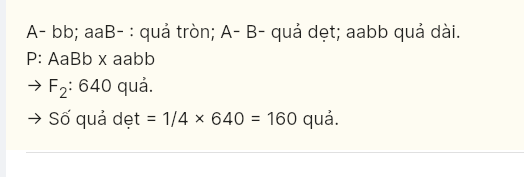 A- bb; aaB- : quả tròn; A- B- quả dẹt; aabb quả dài.
P: AaBb x aabb
→ F₂: 640 quả.
→ Số quả dẹt = 1/4 × 640 = 160 quả.